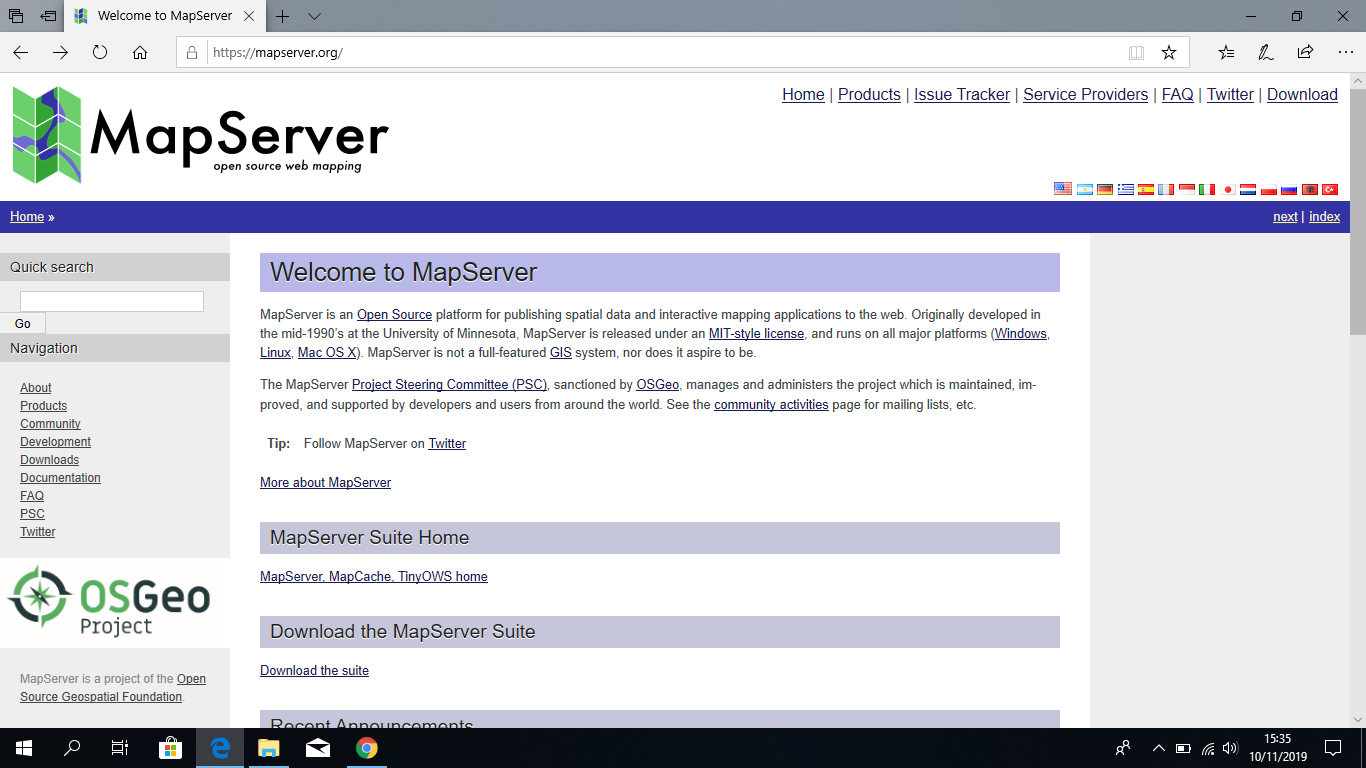 Welcome to MapServer
https://mapserver.org/
MapServer
open source web mapping
Home | Products | Issue Tracker | Service Providers | FAQ | Twitter | Download
Home »
next | index
Quick search
Go
Navigation
About
Products
Community
Development
Downloads
Documentation
FAQ
PSC
Twitter
OSGeo
Project
MapServer is a project of the Open
Source Geospatial Foundation.
Welcome to MapServer
MapServer is an Open Source platform for publishing spatial data and interactive mapping applications to the web. Originally developed in
the mid-1990’s at the University of Minnesota, MapServer is released under an MIT-style license, and runs on all major platforms (Windows,
Linux, Mac OS X). MapServer is not a full-featured GIS system, nor does it aspire to be.
The MapServer Project Steering Committee (PSC), sanctioned by OSGeo, manages and administers the project which is maintained, im-
proved, and supported by developers and users from around the world. See the community activities page for mailing lists, etc.
Tip: Follow MapServer on Twitter
More about MapServer
MapServer Suite Home
MapServer, MapCache, TinyOWS home
Download the MapServer Suite
Download the suite
Recent Announcements
15:35
10/11/2019